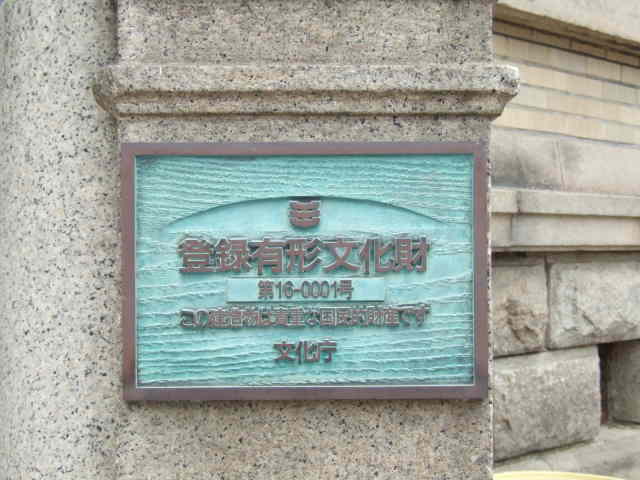 登録有形文化財
第16-0001号
この建造物は貴重な国民的財産です
文化庁